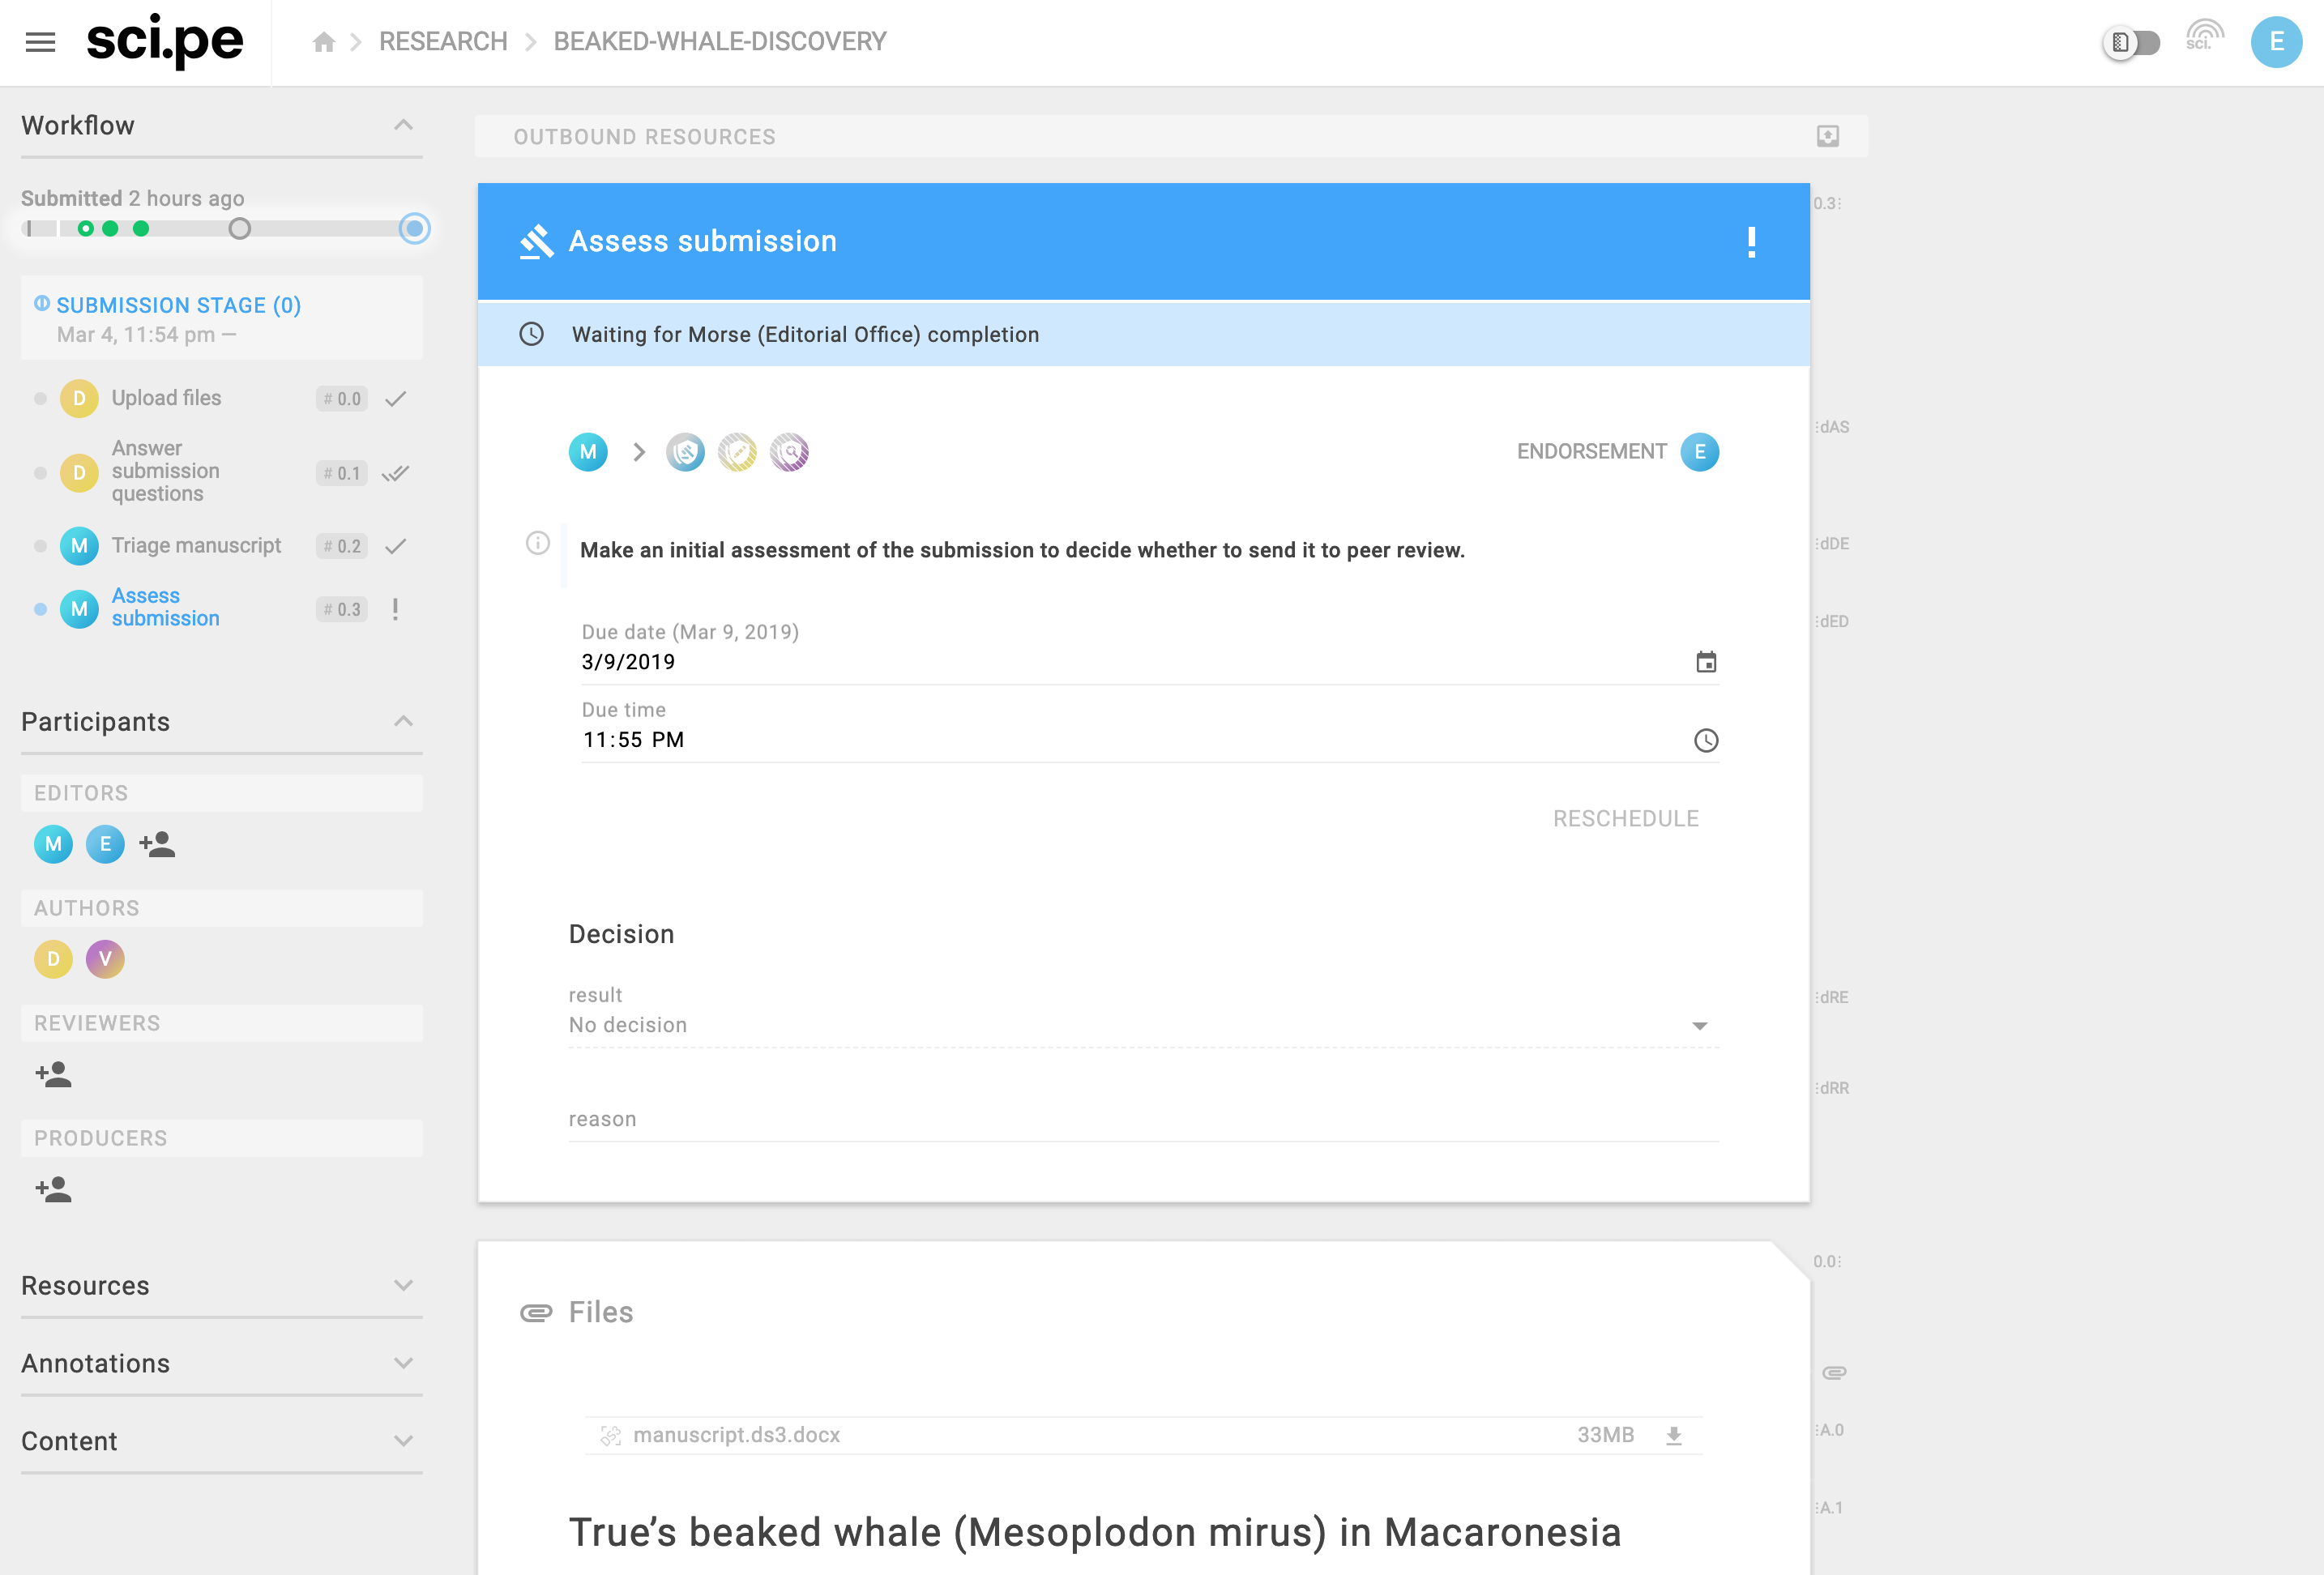 sci.pe
RESEARCH
BEAKED-WHALE-DISCOVERY
sci.
E
Workflow
Submitted 2 hours ago
SUBMISSION STAGE (0)
Mar 4, 11:54 pm —
D
Upload files
# 0.0
D
Answer
submission
questions
# 0.1
M
Triage manuscript
# 0.2
M
Assess
submission
# 0.3
Participants
EDITORS
M
E
AUTHORS
D
V
REVIEWERS
PRODUCERS
Resources
Annotations
Content
OUTBOUND RESOURCES
Assess submission
0.3
Waiting for Morse (Editorial Office) completion
dAS
M
ENDORSEMENT
E
Make an initial assessment of the submission to decide whether to send it to peer review.
dDE
Due date (Mar 9, 2019)
3/9/2019
dED
Due time
11:55 PM
RESCHEDULE
Decision
result
dRE
No decision
reason
dRR
0.0
Files
manuscript.ds3.docx
33MB
A.0
True’s beaked whale (Mesoplodon mirus) in Macaronesia
A.1